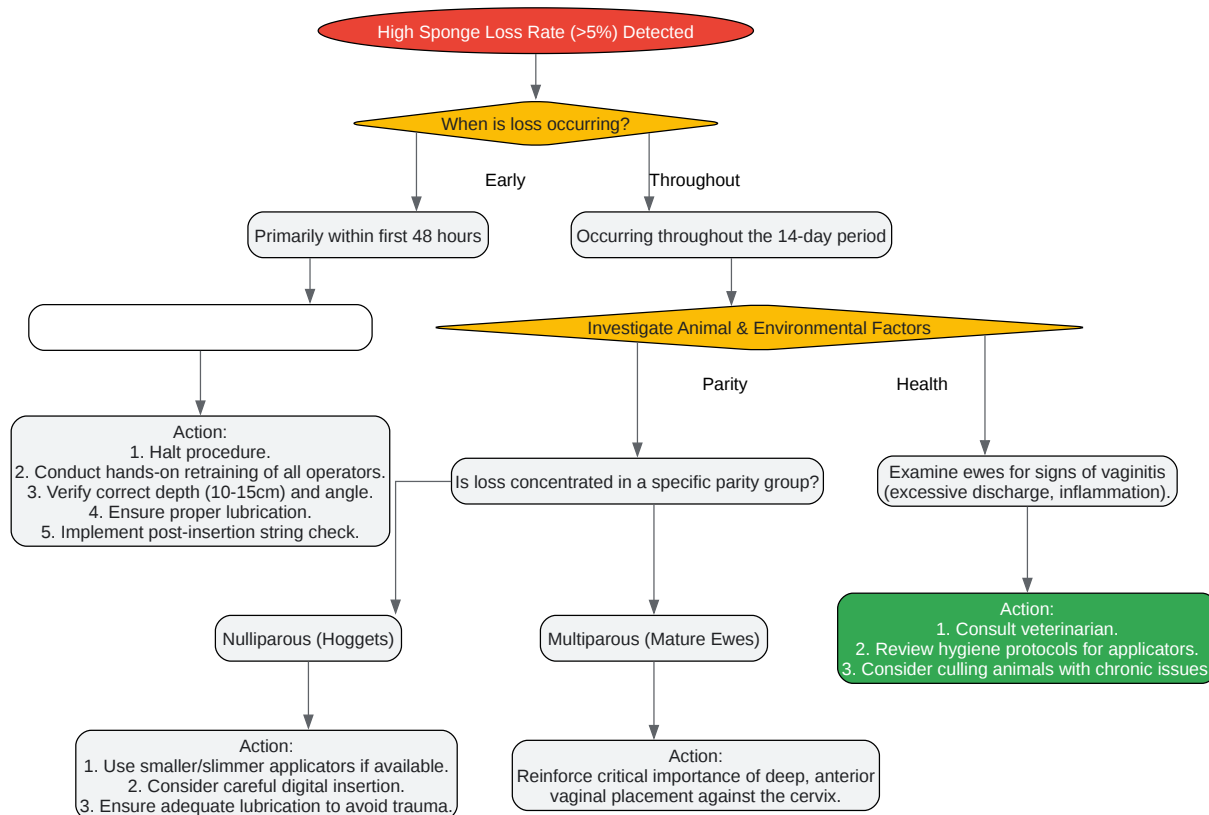 High Sponge Loss Rate (>5%) Detected
When is loss occurring?
Early
Throughout
Primarily within first 48 hours
Occurring throughout the 14-day period
Investigate Animal & Environmental Factors
Parity
Health
Action:
1. Halt procedure.
2. Conduct hands-on retraining of all operators.
3. Verify correct depth (10-15cm) and angle.
4. Ensure proper lubrication.
5. Implement post-insertion string check.
Is loss concentrated in a specific parity group?
Examine ewes for signs of vaginitis
(excessive discharge, inflammation).
Nulliparous (Hoggets)
Multiparous (Mature Ewes)
Action:
1. Consult veterinarian.
2. Review hygiene protocols for applicators.
3. Consider culling animals with chronic issues
Action:
1. Use smaller/slimmer applicators if available.
2. Consider careful digital insertion.
3. Ensure adequate lubrication to avoid trauma.
Action:
Reinforce critical importance of deep, anterior
vaginal placement against the cervix.